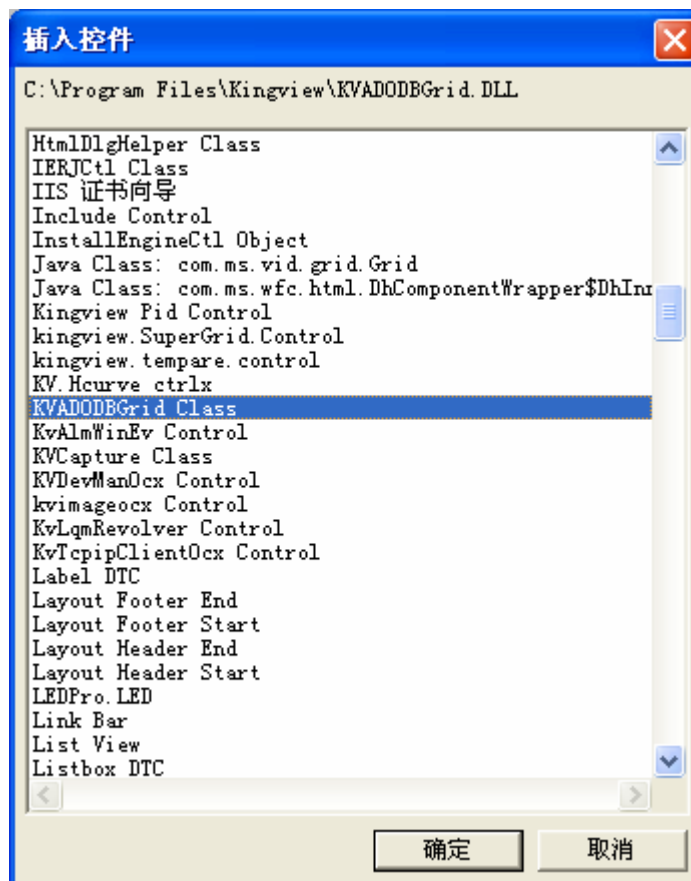 插入控件
C:\Program Files\Kingview\KVADODBGrid.DLL
HtmlDlgHelper Class
IERJCtl Class
IIS 证书向导
Include Control
InstallEngineCtl Object
Java Class: com.ms.vid.grid.Grid
Java Class: com.ms.wfc.html.DhComponentWrapper$DhInn
Kingview Pid Control
kingview.SuperGrid.Control
kingview.tempare.control
KV.Hcurve ctrlx
KVADODBGrid Class
KvAlmWinEv Control
KVCapture Class
KVDevManOcx Control
kvimageocx Control
KvLqmRevolver Control
KvTcpipClientOcx Control
Label DTC
Layout Footer End
Layout Footer Start
Layout Header End
Layout Header Start
LEDPro.LED
Link Bar
List View
Listbox DTC
确定 取消